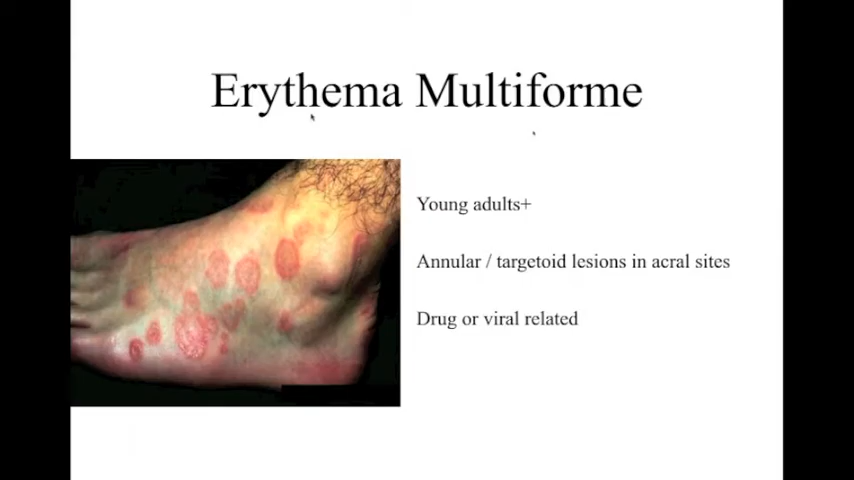 Erythema Multiforme
Young adults+
Annular / targetoid lesions in acral sites
Drug or viral related